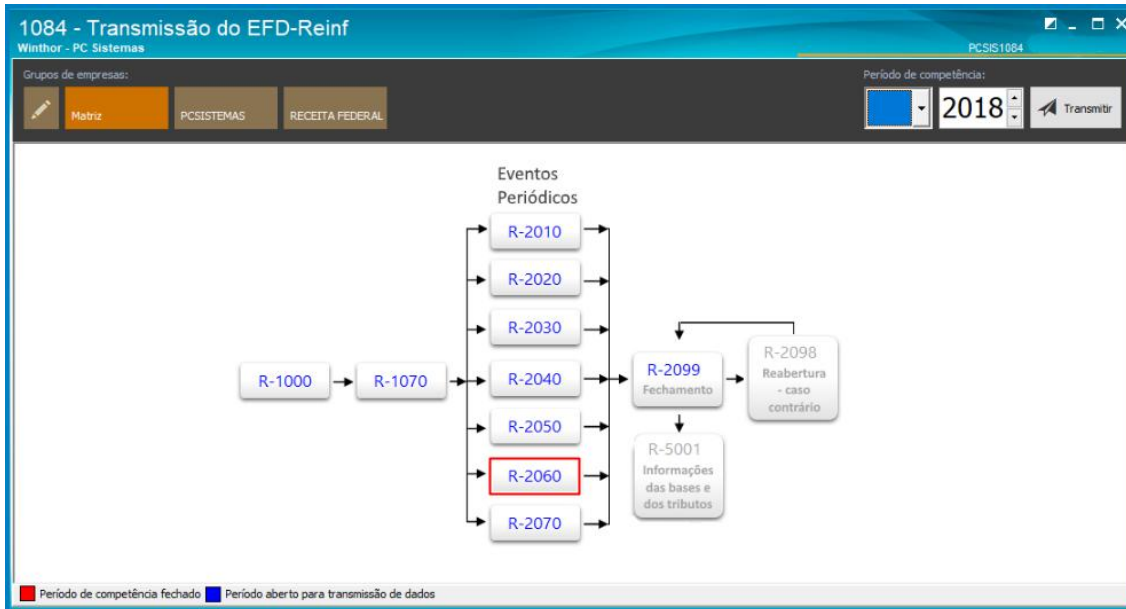 1084 - Transmissão do EFD-Reinf
Winthor - PC Sistemas
PCSIS1084
Grupos de empresas:
Período de competência:
Matriz
PCSISTEMAS
RECEITA FEDERAL
2018
Transmitir
Eventos
Periódicos
R-2010
R-2020
R-2030
R-1000
R-1070
R-2040
R-2050
R-2060
R-2070
R-2099
Fechamento
R-2098
Reabertura
- caso
contrário
R-5001
Informações
das bases e
dos tributos
Período de competência fechado
Período aberto para transmissão de dados